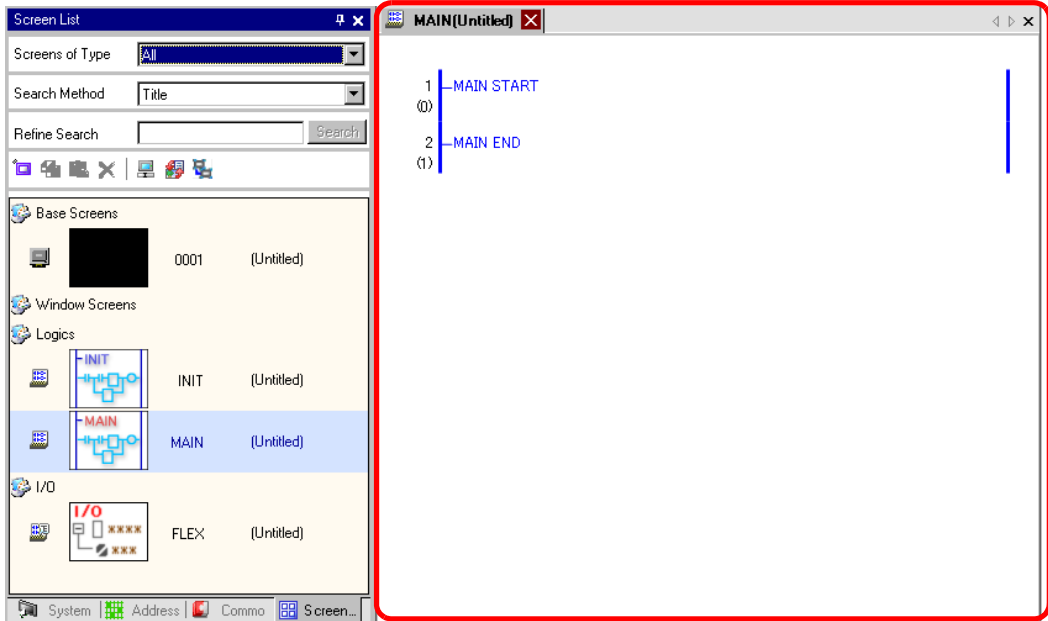 Screen List
Screens of Type All
Search Method Title
Refine Search Search
Base Screens
0001 (Untitled)
Window Screens
Logics
INIT
INIT (Untitled)
MAIN
MAIN (Untitled)
I/O
I/O
****
***
FLEX (Untitled)
System Address Commo Screen...
MAIN(Untitled)
1 MAIN START
(0)
2 MAIN END
(1)